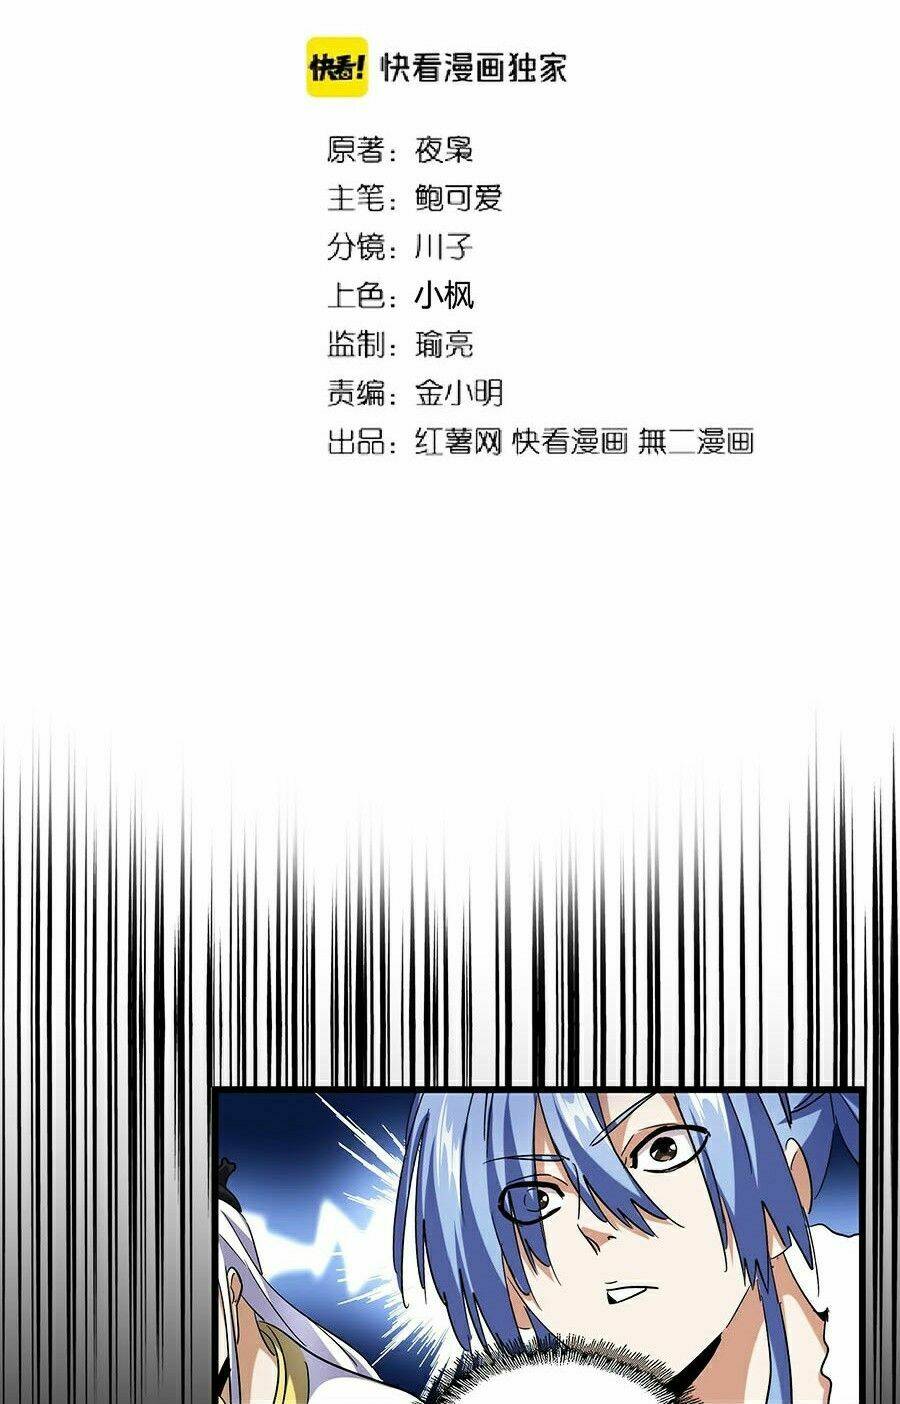 快看! 快看漫画独家
原著：夜枭
主笔：鲍可爱
分镜：川子
上色：小枫
监制：瑜亮
责编：金小明
出品：红薯网 快看漫画 無二漫画